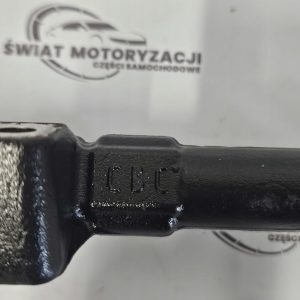 ŚWIAT MOTORYZACJI
CZĘŚCI SAMOCHODOWE
CBC